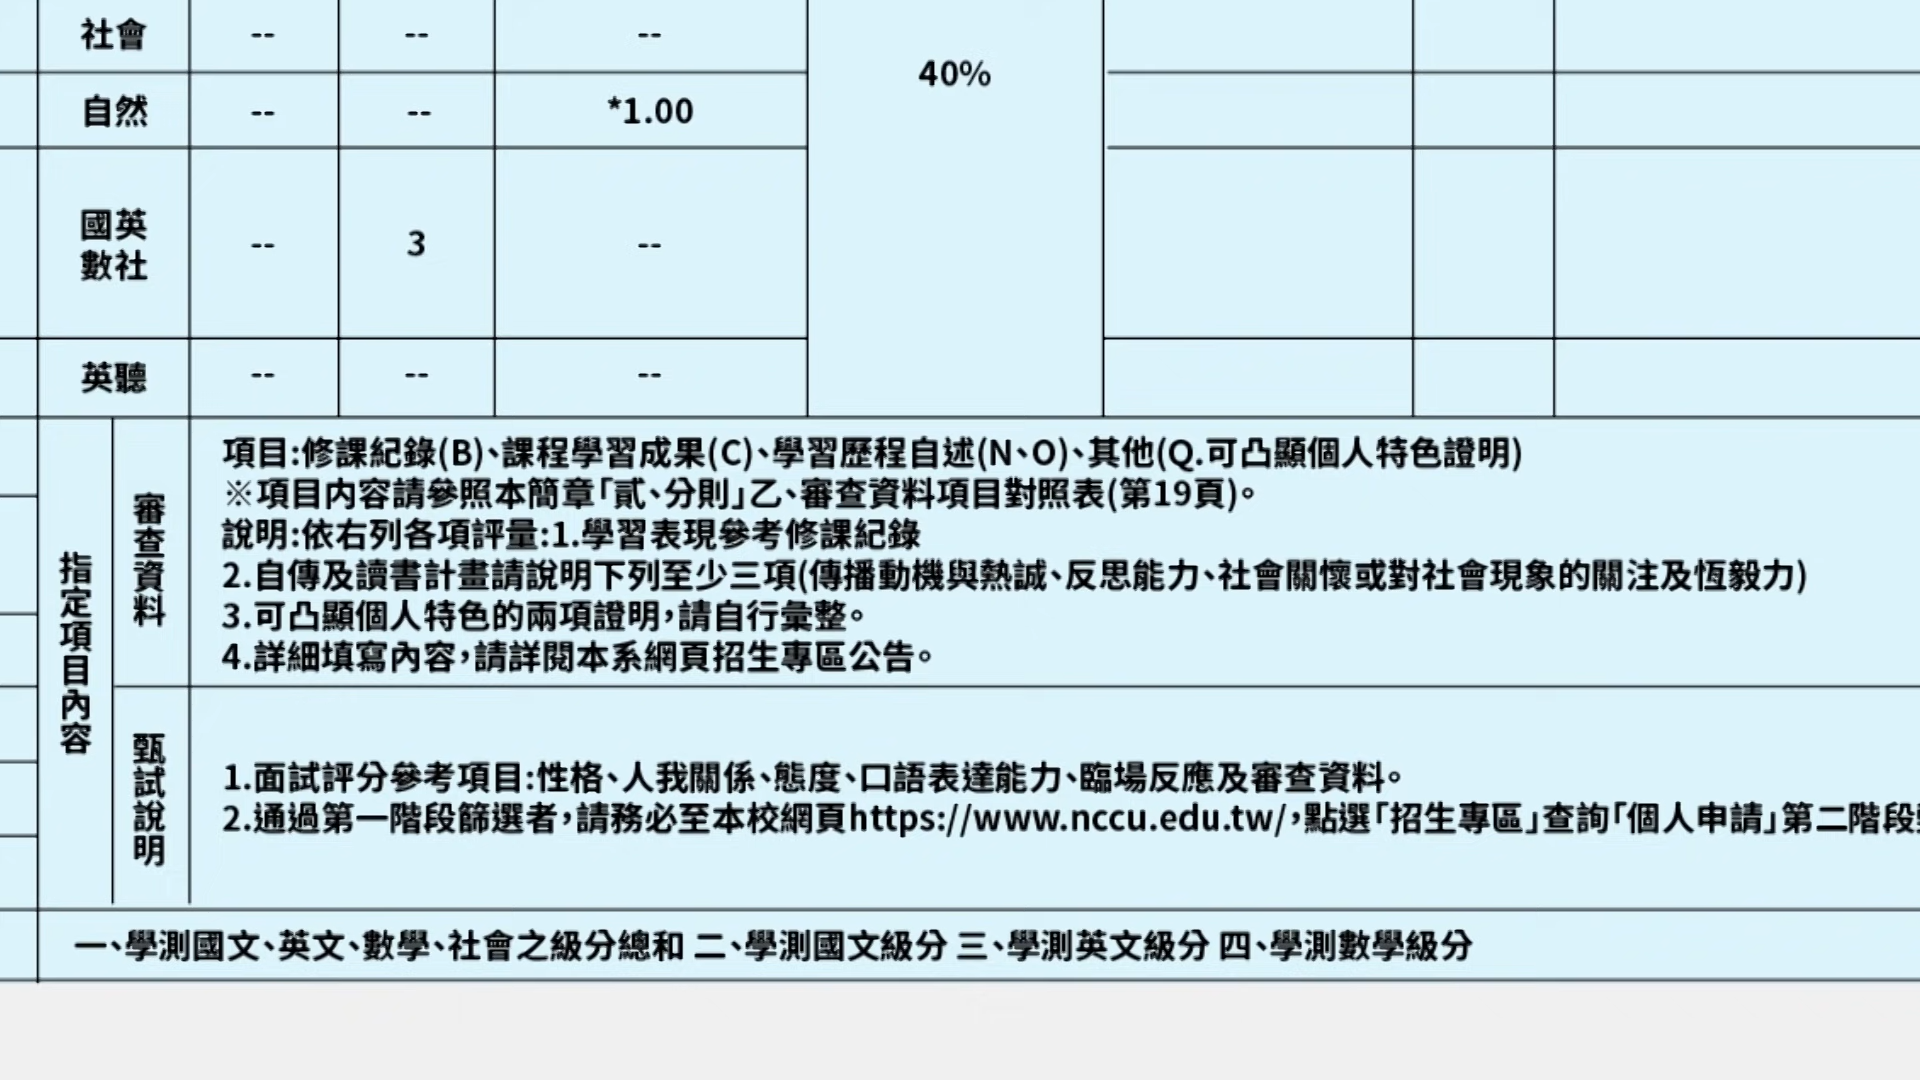 社會 -- -- --
40%
自然 -- -- *1.00
國英
數社 -- 3 --
英聽 -- -- --
指定項目內容
審查資料
項目:修課紀錄(B)、課程學習成果(C)、學習歷程自述(N、O)、其他(Q.可凸顯個人特色證明)
※項目內容請參照本簡章「貳、分則」乙、審查資料項目對照表(第19頁)。
說明:依右列各項評量:1.學習表現參考修課紀錄
2.自傳及讀書計畫請說明下列至少三項(傳播動機與熱誠、反思能力、社會關懷或對社會現象的關注及恆毅力)
3.可凸顯個人特色的兩項證明,請自行彙整。
4.詳細填寫內容,請詳閱本系網頁招生專區公告。
甄試說明
1.面試評分參考項目:性格、人我關係、態度、口語表達能力、臨場反應及審查資料。
2.通過第一階段篩選者,請務必至本校網頁https://www.nccu.edu.tw/,點選「招生專區」查詢「個人申請」第二階段
一、學測國文、英文、數學、社會之級分總和 二、學測國文級分 三、學測英文級分 四、學測數學級分